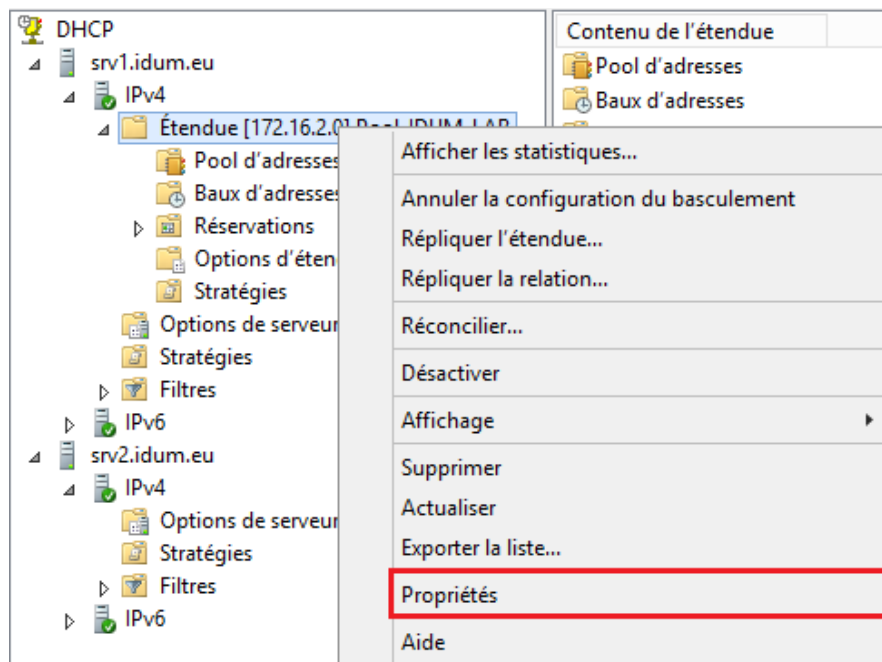 DHCP
srv1.idum.eu
IPv4
Étendue [172.16.2.0] Pool IDUM-LAB
Pool d'adresses
Baux d'adresses
Réservations
Options d'éten
Stratégies
Options de serveur
Stratégies
Filtres
IPv6
srv2.idum.eu
IPv4
Options de serveur
Stratégies
Filtres
IPv6
Contenu de l'étendue
Pool d'adresses
Baux d'adresses
Afficher les statistiques...
Annuler la configuration du basculement
Répliquer l'étendue...
Répliquer la relation...
Réconcilier...
Désactiver
Affichage
Supprimer
Actualiser
Exporter la liste...
Propriétés
Aide